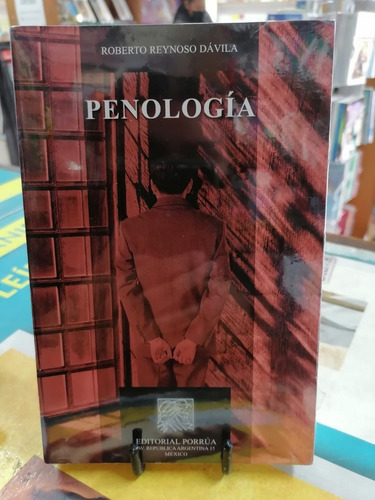 ROBERTO REYNOSO DÁVILA
PENOLOGÍA
EDITORIAL PORRÚA
AV. REPÚBLICA ARGENTINA 15
MÉXICO